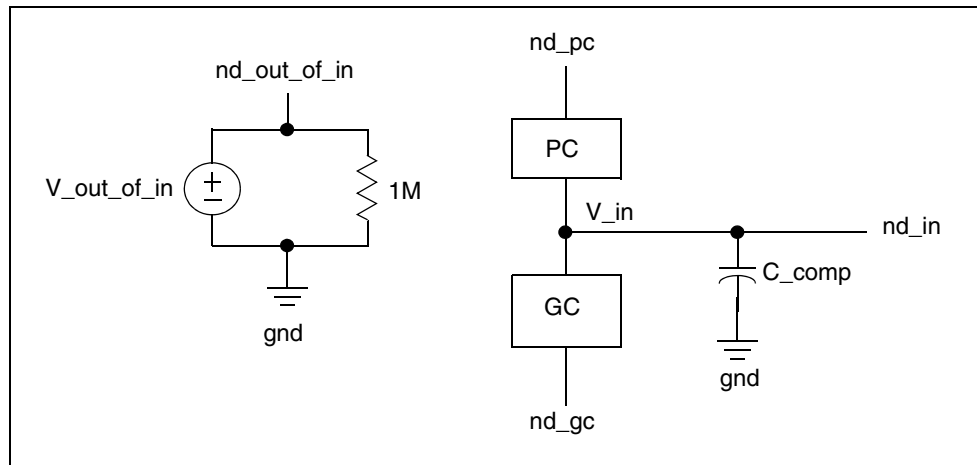 nd_out_of_in
V_out_of_in
+
−
1M
gnd
nd_pc
PC
V_in
nd_in
C_comp
GC
gnd
nd_gc